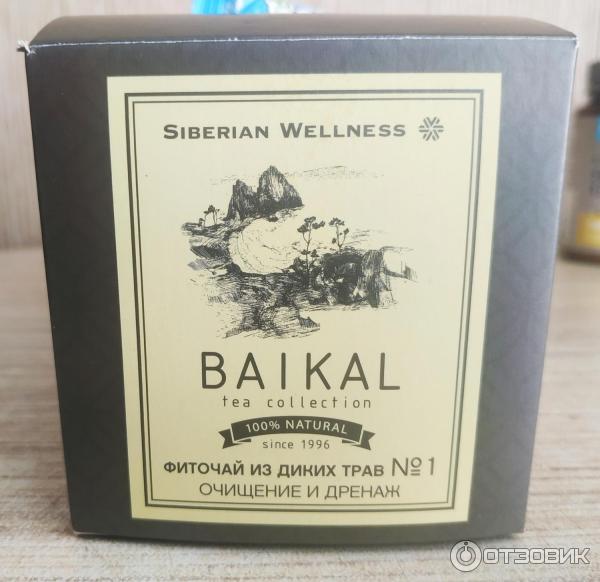 SIBERIAN WELLNESS
BAIKAL
tea collection
100% NATURAL
since 1996
ФИТОЧАЙ ИЗ ДИКИХ ТРАВ №1
ОЧИЩЕНИЕ И ДРЕНАЖ
ОТЗОВИК